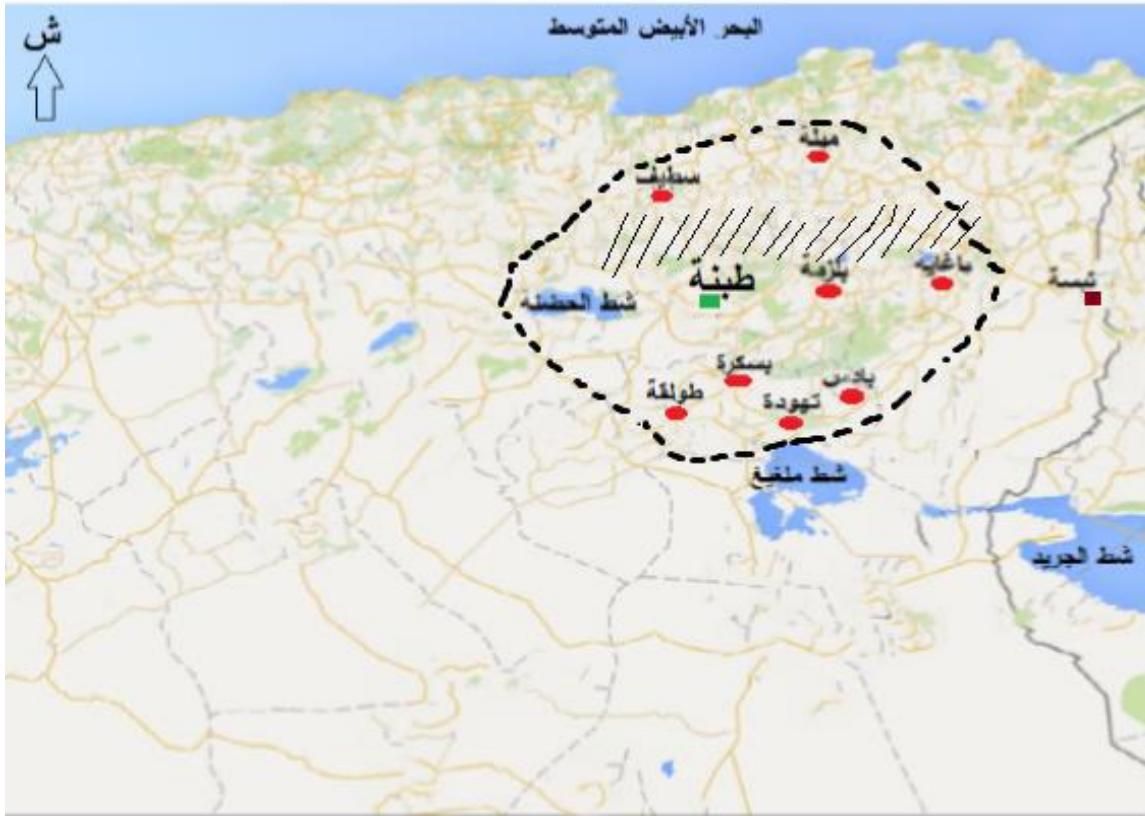 ش
البحر الأبيض المتوسط
ميلة
سطيف
باغاية
بلزمة
طبنة
تبسة
شط الحضنة
بسكرة
بادس
طولقة
تهودة
شط ملغيغ
شط الجريد